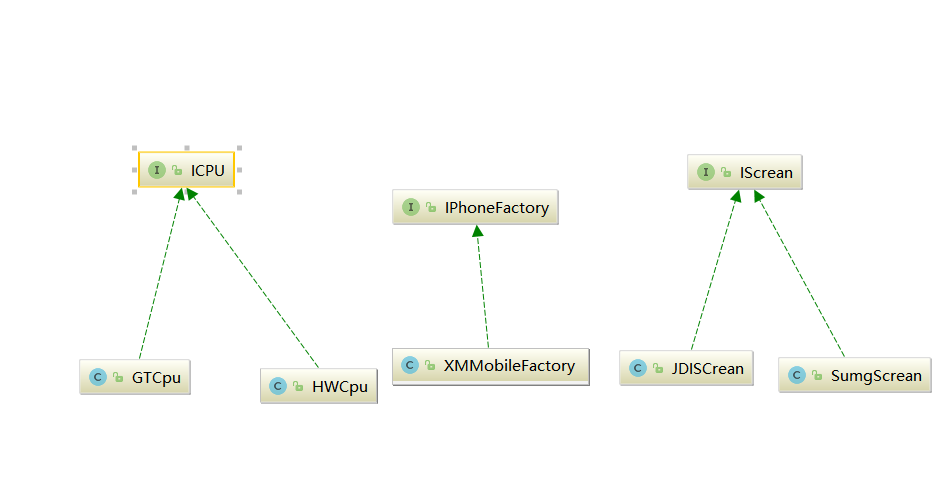 I ICPU
I IPhoneFactory
I IScrean
C GTCpu
C HWCpu
C XMMobileFactory
C JDISCrean
C SumgScrean